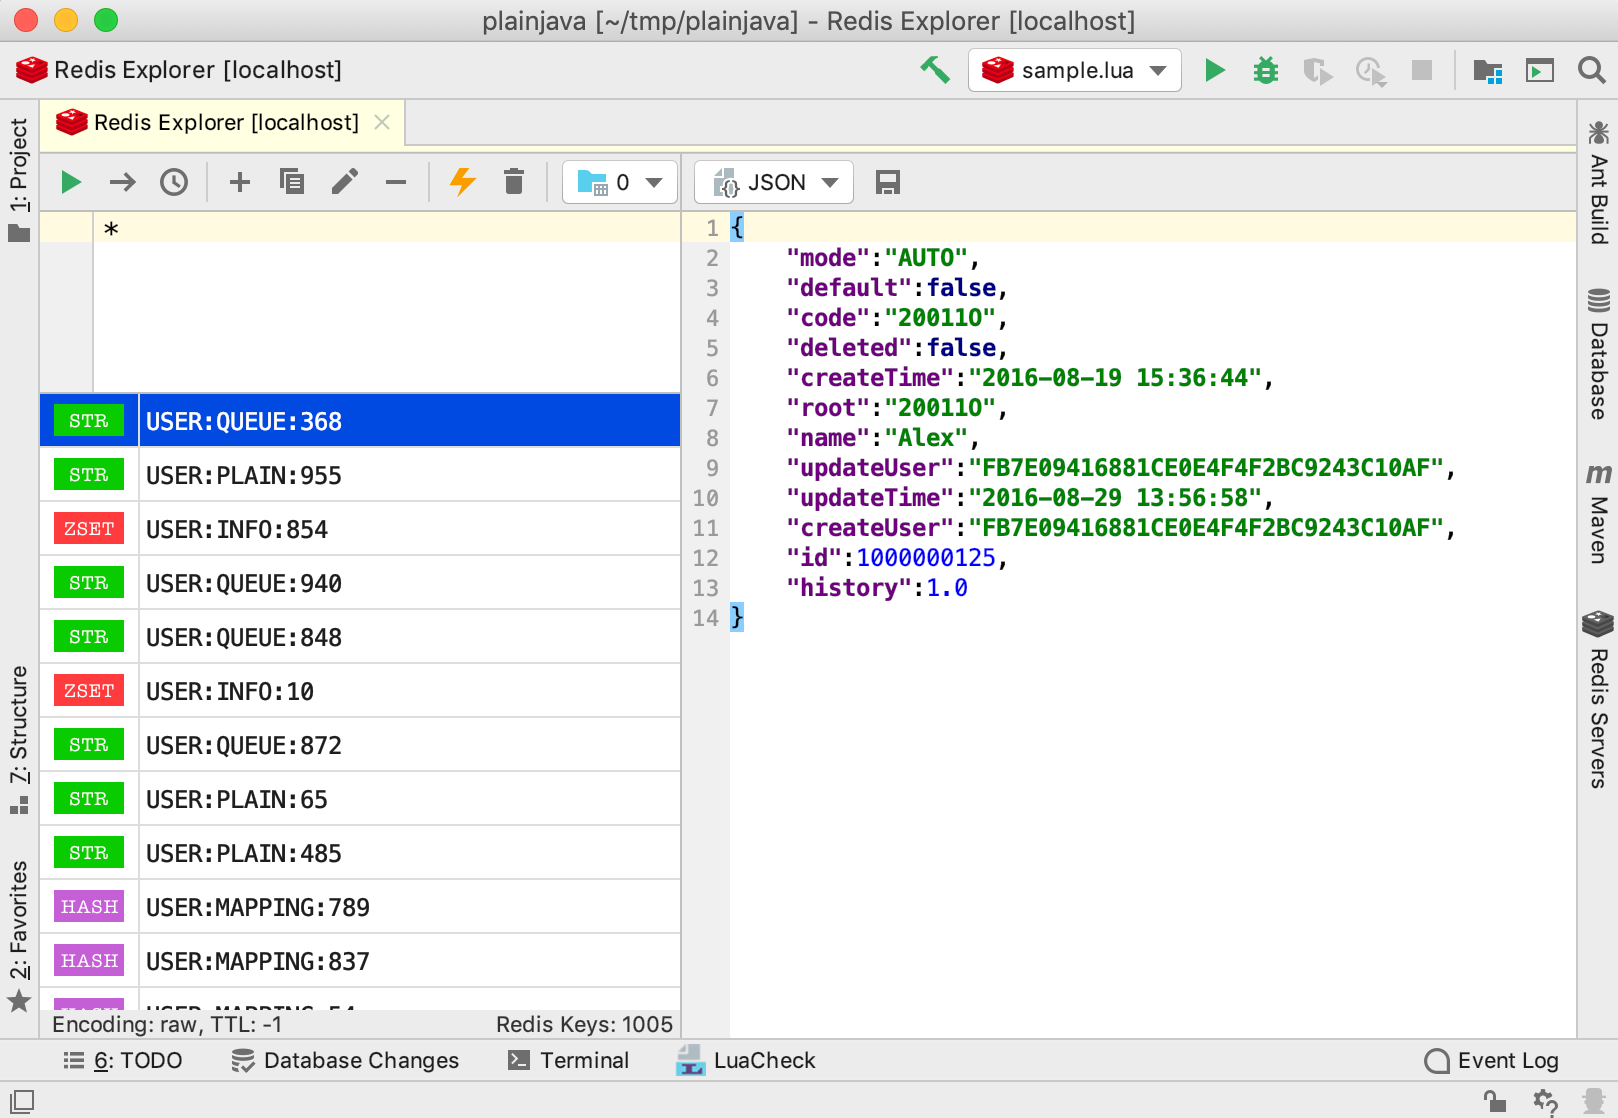 plainjava [~/tmp/plainjava] - Redis Explorer [localhost]
Redis Explorer [localhost]
sample.lua
Redis Explorer [localhost]
1: Project
7: Structure
2: Favorites
0
*
STR USER:QUEUE:368
STR USER:PLAIN:955
ZSET USER:INFO:854
STR USER:QUEUE:940
STR USER:QUEUE:848
ZSET USER:INFO:10
STR USER:QUEUE:872
STR USER:PLAIN:65
STR USER:PLAIN:485
HASH USER:MAPPING:789
HASH USER:MAPPING:837
HASH USER:MAPPING:54
Encoding: raw, TTL: -1
Redis Keys: 1005
JSON
1 {
2 "mode":"AUTO",
3 "default":false,
4 "code":"20011O",
5 "deleted":false,
6 "createTime":"2016-08-19 15:36:44",
7 "root":"20011O",
8 "name":"Alex",
9 "updateUser":"FB7E09416881CE0E4F4F2BC9243C10AF",
10 "updateTime":"2016-08-29 13:56:58",
11 "createUser":"FB7E09416881CE0E4F4F2BC9243C10AF",
12 "id":1000000125,
13 "history":1.0
14 }
Ant Build
Database
m Maven
Redis Servers
6: TODO
Database Changes
Terminal
LuaCheck
Event Log